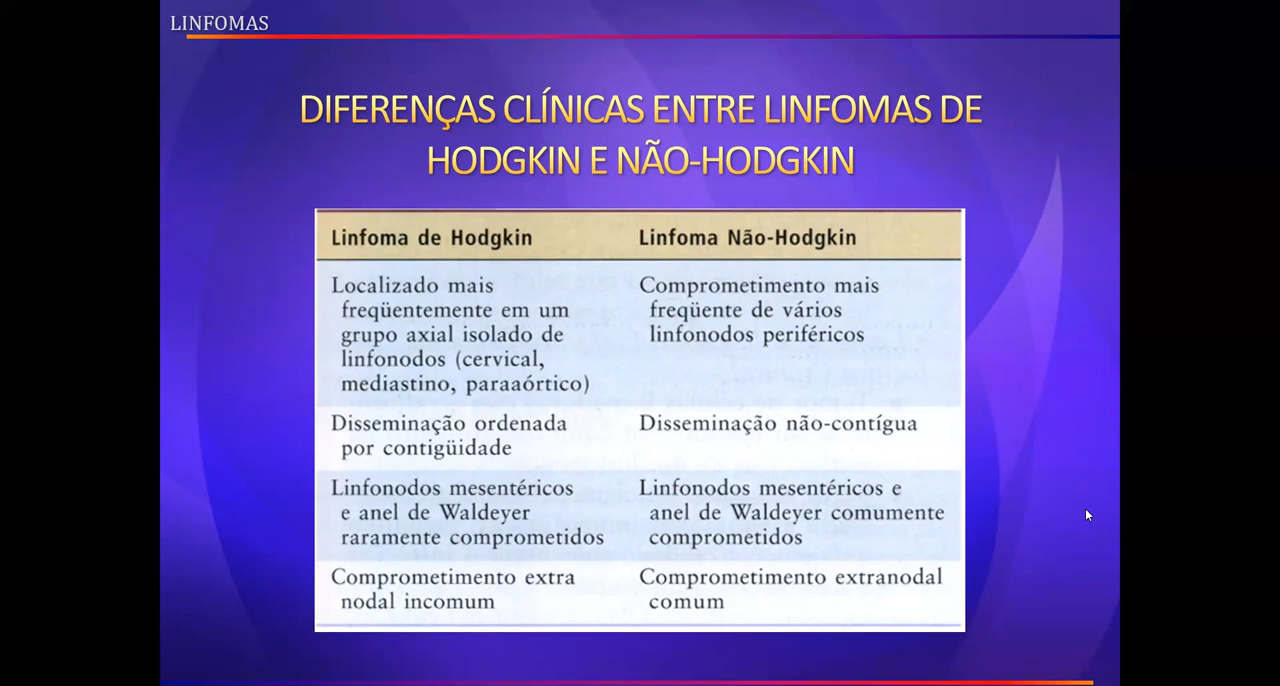 LINFOMAS
DIFERENÇAS CLÍNICAS ENTRE LINFOMAS DE
HODGKIN E NÃO-HODGKIN
Linfoma de Hodgkin
Linfoma Não-Hodgkin
Localizado mais
freqüentemente em um
grupo axial isolado de
linfonodos (cervical,
mediastino, paraaórtico)
Comprometimento mais
freqüente de vários
linfonodos periféricos
Disseminação ordenada
por contigüidade
Disseminação não-contígua
Linfonodos mesentéricos
e anel de Waldeyer
raramente comprometidos
Linfonodos mesentéricos e
anel de Waldeyer comumente
comprometidos
Comprometimento extra
nodal incomum
Comprometimento extranodal
comum